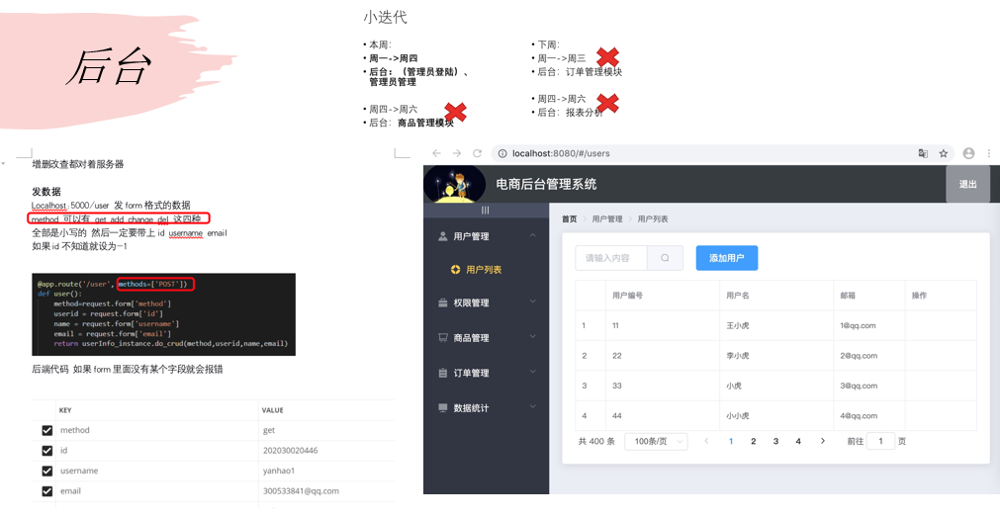 后台
小迭代
• 本周：
• 周一->周四
• 后台：（管理员登陆）、
管理员管理
• 周四->周六
• 后台：商品管理模块
• 下周：
• 周一->周三
• 后台：订单管理模块
• 周四->周六
• 后台：报表分析
增删改查都对着服务器
发数据
Localhost:5000/user 发 form 格式的数据
method 可以有 get add change del 这四种
全部是小写的 然后一定要带上 id username email
如果 id 不知道就设为-1
@app.route('/user', methods=['POST'])
def user():
method=request.form['method']
userid = request.form['id']
name = request.form['username']
email = request.form['email']
return userInfo_instance.do_crud(method,userid,name,email)
后端代码 如果 form 里面没有某个字段就会报错
KEY VALUE
method get
id 202030020446
username yanhao1
email 300533841@qq.com
localhost:8080/#/users
电商后台管理系统
退出
|||
首页 用户管理 用户列表
用户管理
用户列表
权限管理
商品管理
订单管理
数据统计
请输入内容
添加用户
用户编号 用户名 邮箱 操作
1 11 王小虎 1@qq.com
2 22 李小虎 2@qq.com
3 33 小虎 3@qq.com
4 44 小小虎 4@qq.com
共 400 条 100条/页 1 2 3 4 前往 1 页